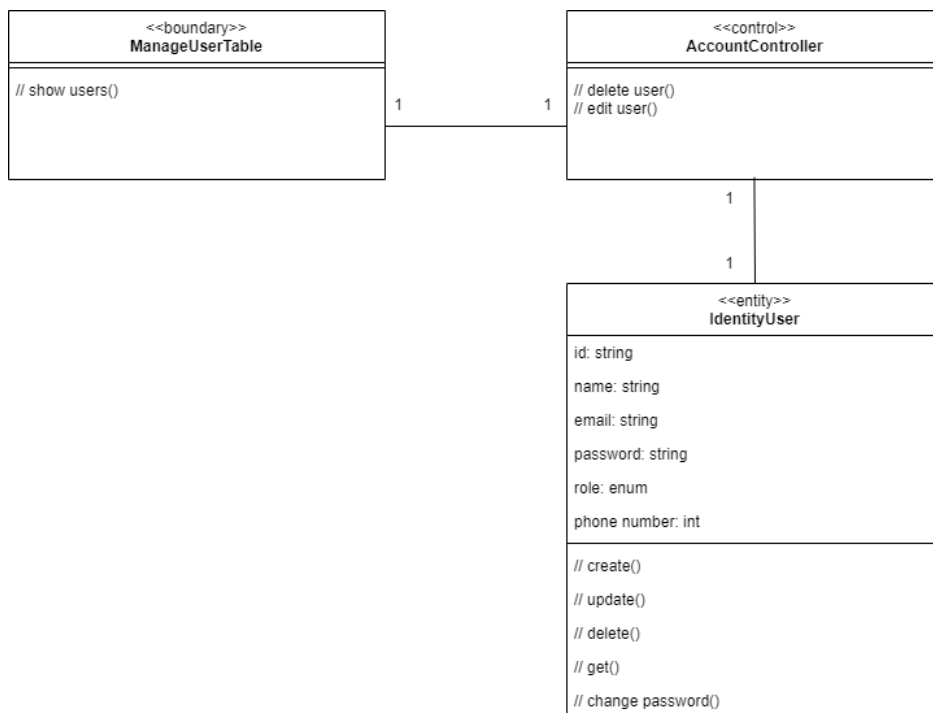 <<boundary>>
ManageUserTable
// show users()
1
1
<<control>>
AccountController
// delete user()
// edit user()
1
1
<<entity>>
IdentityUser
id: string
name: string
email: string
password: string
role: enum
phone number: int
// create()
// update()
// delete()
// get()
// change password()